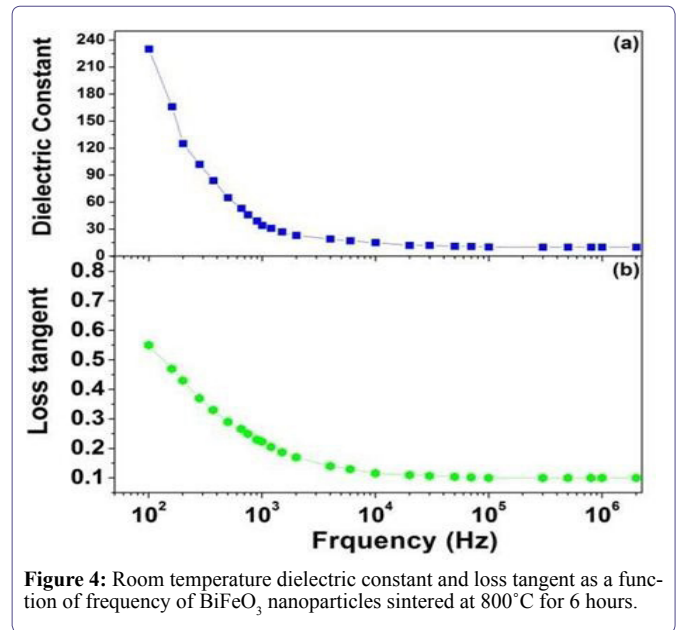 (a)
Dielectric Constant
240
210
180
150
120
90
60
30
0
(b)
Loss tangent
0.8
0.7
0.6
0.5
0.4
0.3
0.2
0.1
10² 10³ 10⁴ 10⁵ 10⁶
Frquency (Hz)
Figure 4: Room temperature dielectric constant and loss tangent as a func-
tion of frequency of BiFeO₃ nanoparticles sintered at 800˚C for 6 hours.